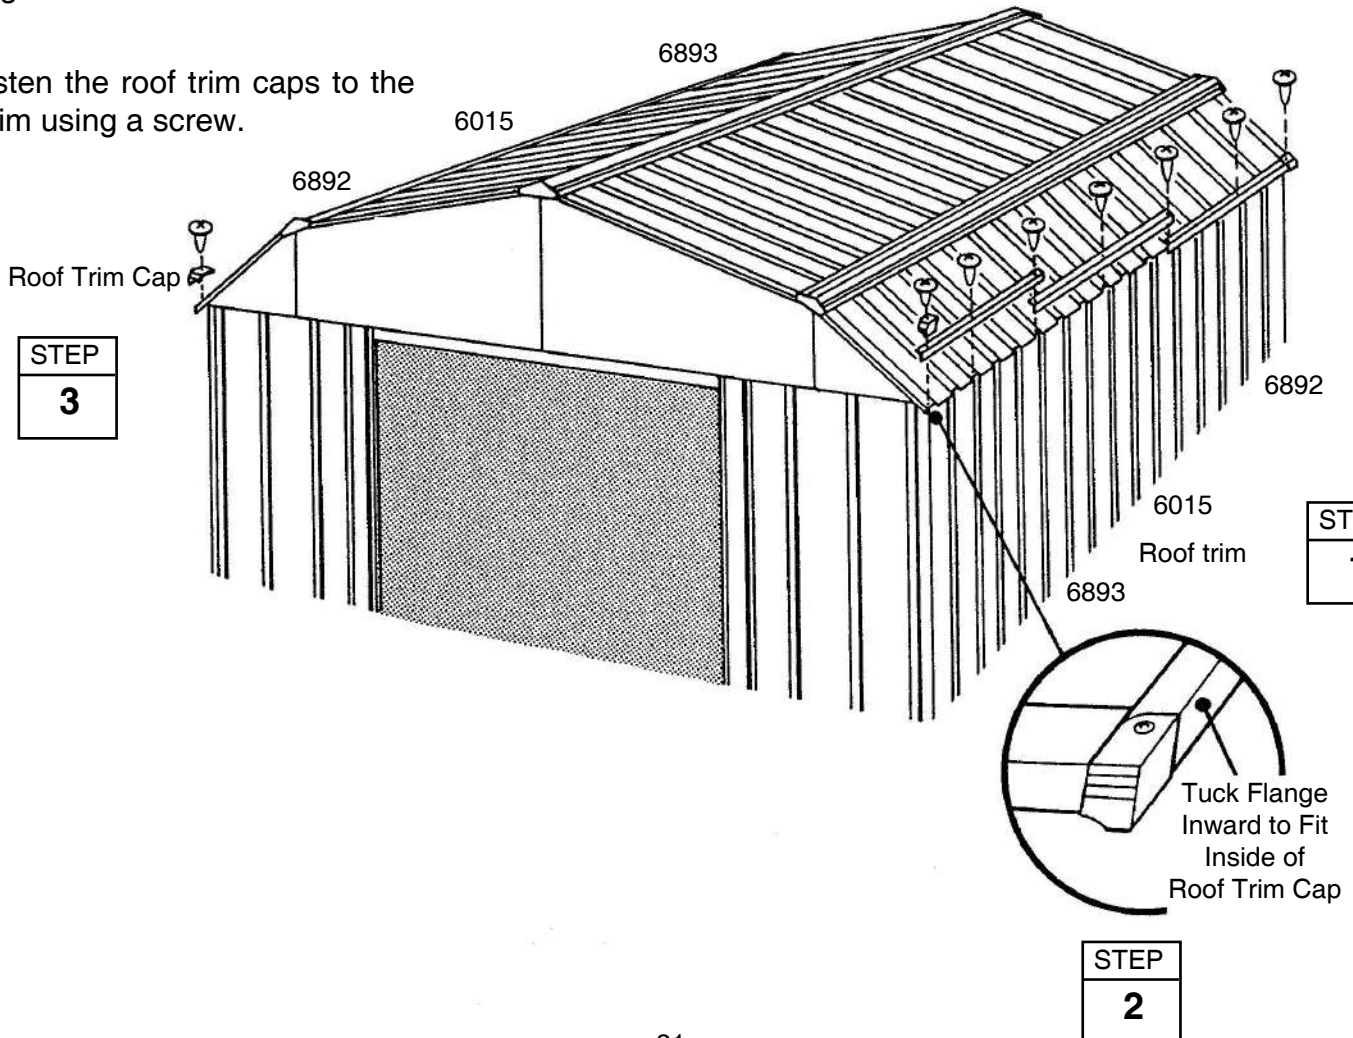 sten the roof trim caps to the
im using a screw.
6893
6015
6892
Roof Trim Cap
STEP
3
6892
6015
Roof trim
6893
ST
Tuck Flange
Inward to Fit
Inside of
Roof Trim Cap
STEP
2